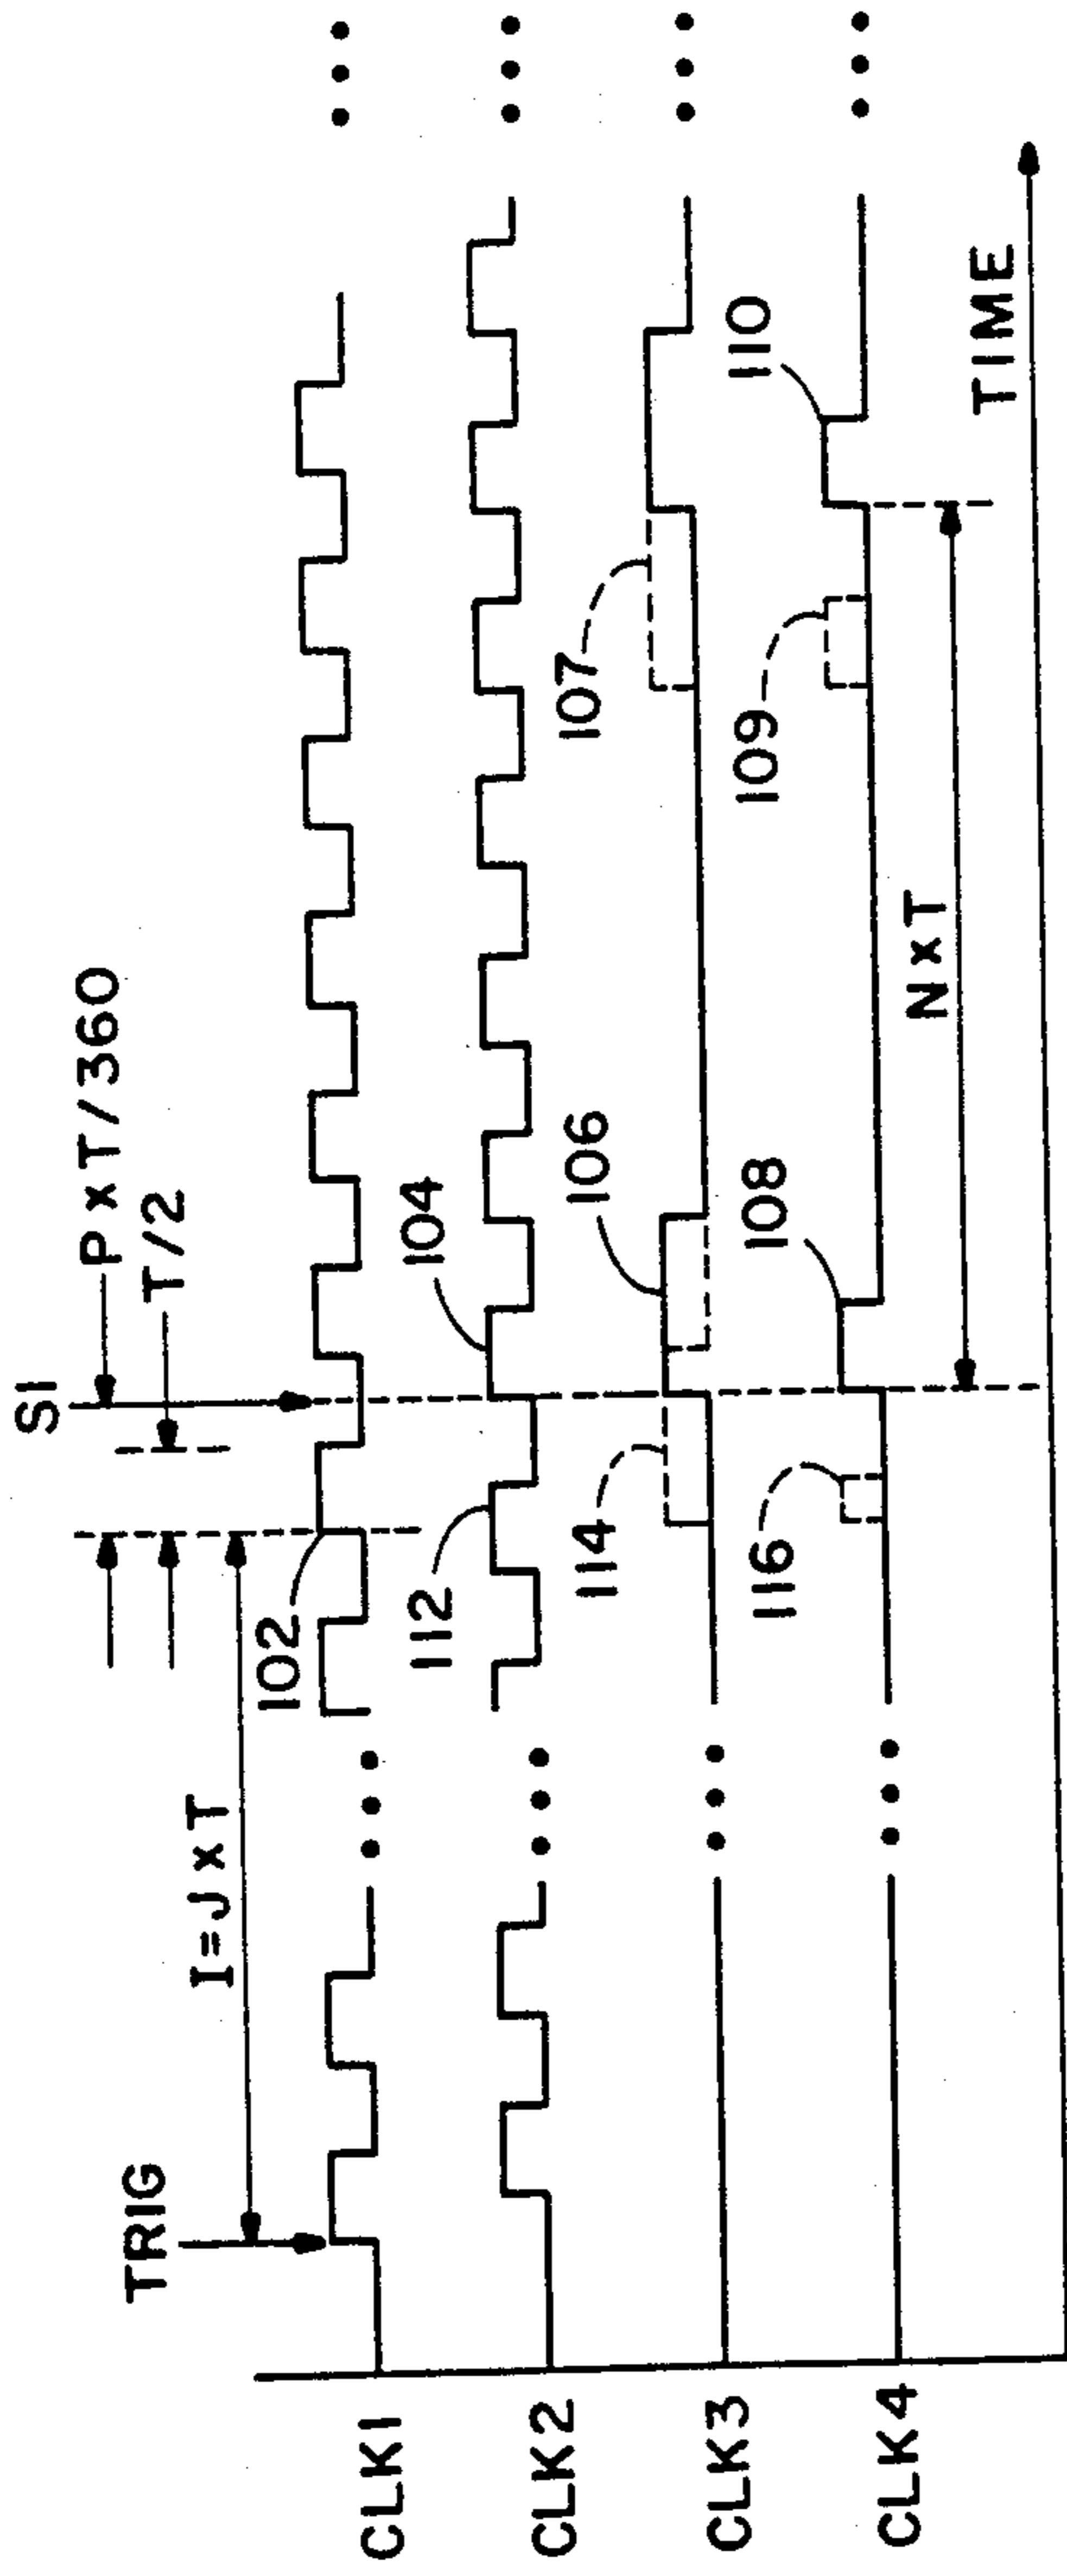 SI
P x T/360
T/2
TRIG
I=J x T
102
CLK1
104
112
CLK2
106
107
114
CLK3
108
109
110
116
CLK4
N x T
TIME